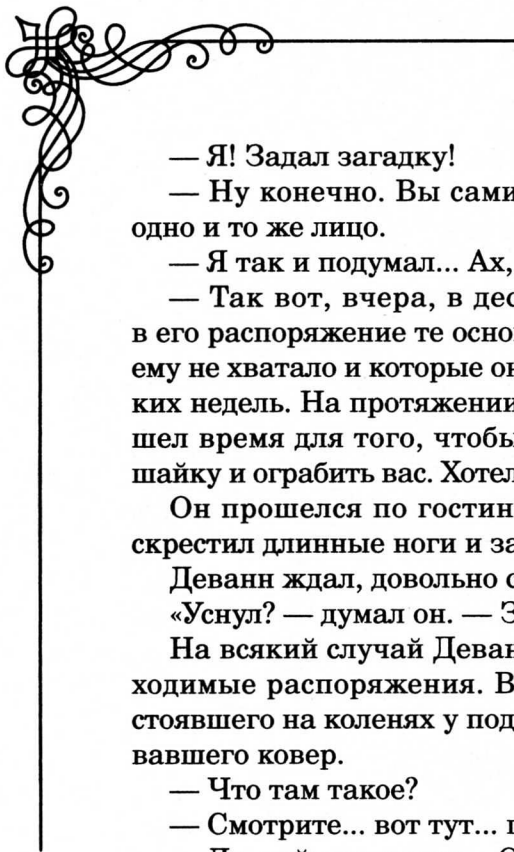 — Я! Задал загадку!
— Ну конечно. Вы сами
одно и то же лицо.
— Я так и подумал... Ах,
— Так вот, вчера, в дес
в его распоряжение те осно
ему не хватало и которые он
ких недель. На протяжении
шел время для того, чтобы
шайку и ограбить вас. Хотел
Он прошелся по гостин
скрестил длинные ноги и за
Деванн ждал, довольно с
«Уснул? — думал он. — З
На всякий случай Деван
ходимые распоряжения. В
стоявшего на коленях у под
вавшего ковер.
— Что там такое?
— Смотрите... вот тут...